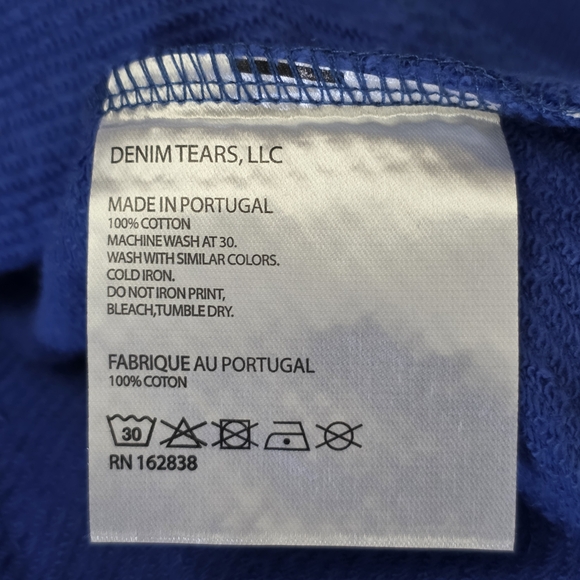 DENIM TEARS, LLC
MADE IN PORTUGAL
100% COTTON
MACHINE WASH AT 30.
WASH WITH SIMILAR COLORS.
COLD IRON.
DO NOT IRON PRINT,
BLEACH,TUMBLE DRY.
FABRIQUE AU PORTUGAL
100% COTON
30
RN 162838